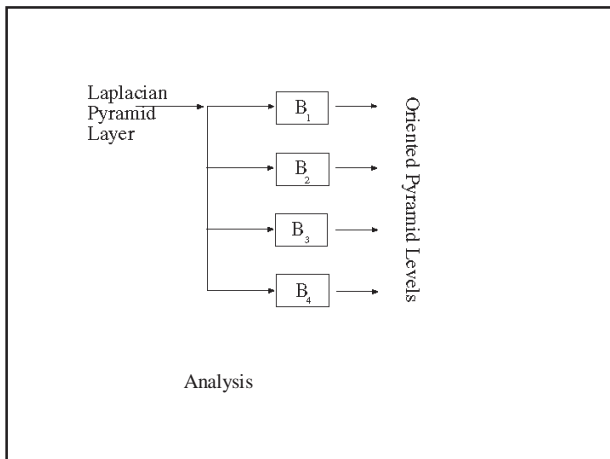 Laplacian
Pyramid
Layer
B1
B2
B3
B4
Oriented Pyramid Levels
Analysis